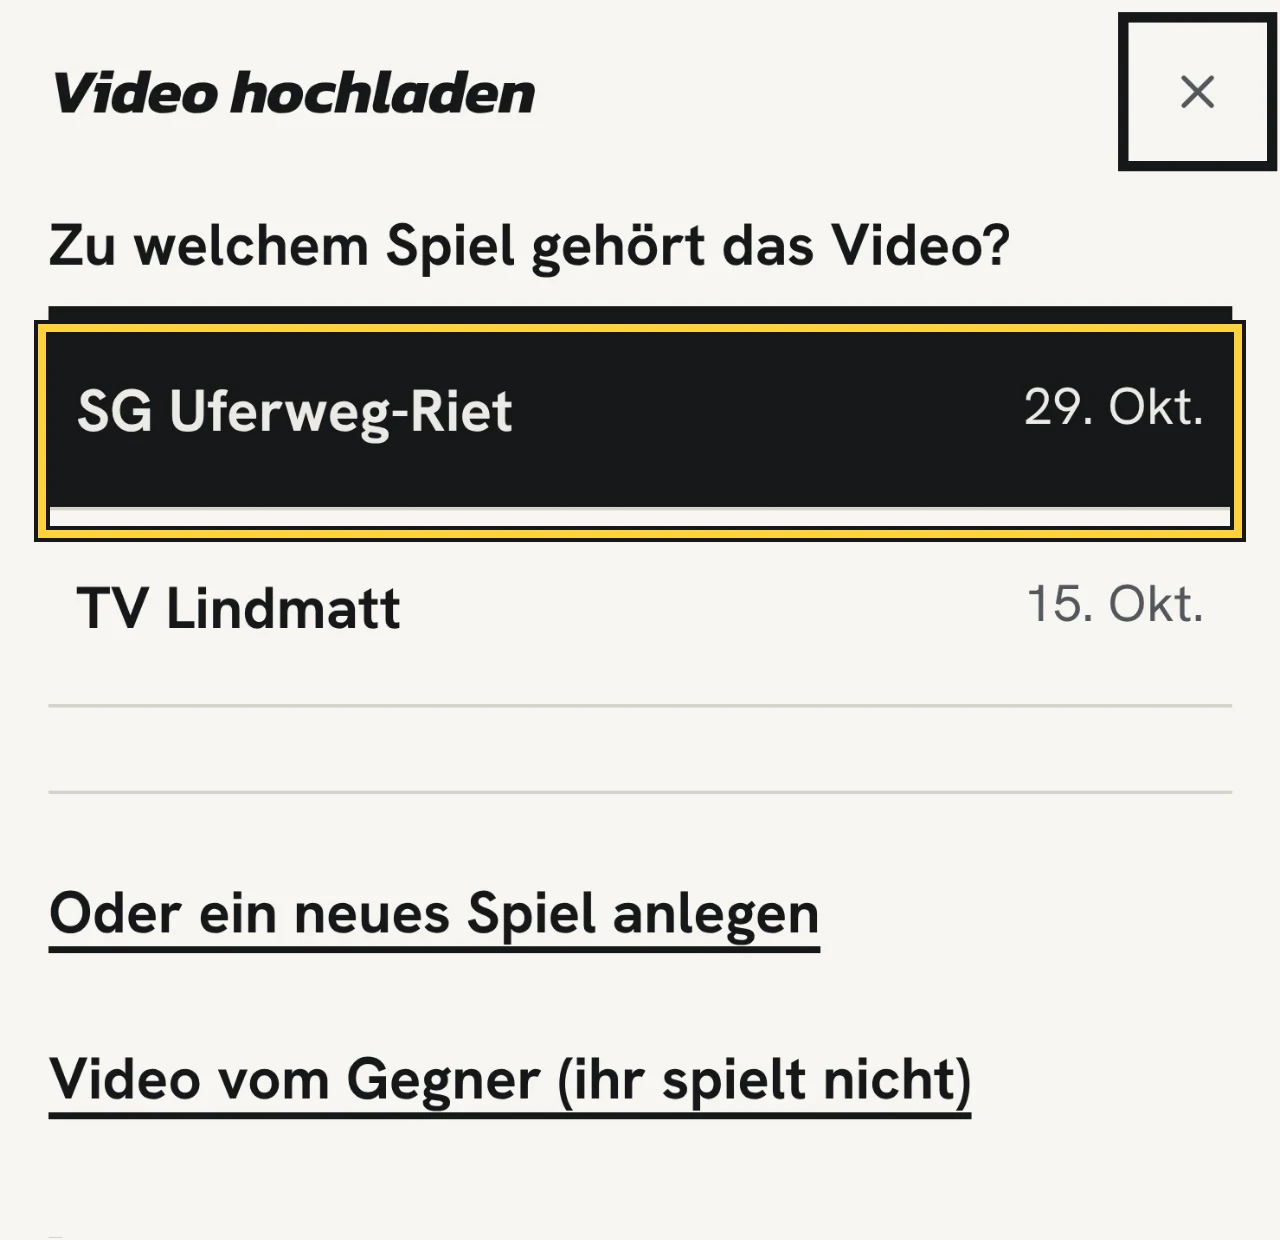 Video hochladen
Zu welchem Spiel gehört das Video?
SG Uferweg-Riet 29. Okt.
TV Lindmatt 15. Okt.
Oder ein neues Spiel anlegen
Video vom Gegner (ihr spielt nicht)